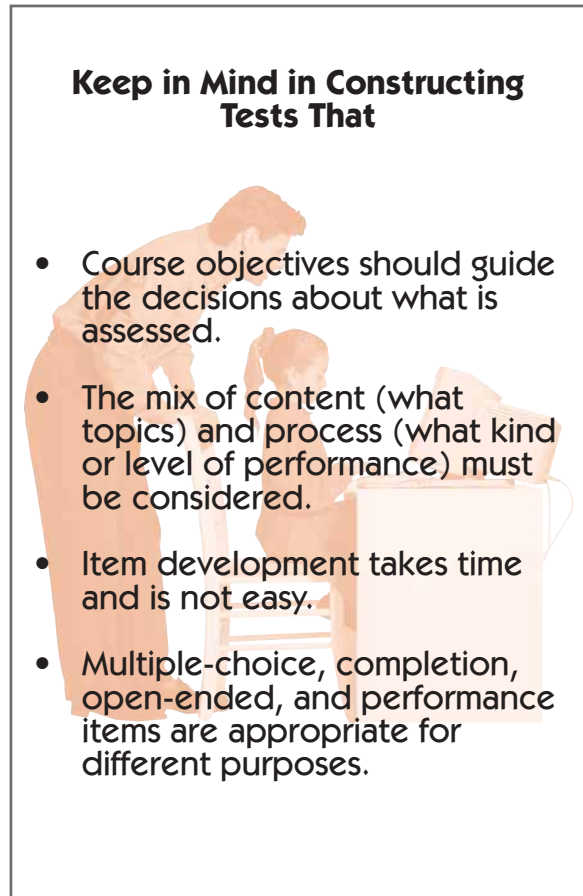 Keep in Mind in Constructing
Tests That
• Course objectives should guide
the decisions about what is
assessed.
• The mix of content (what
topics) and process (what kind
or level of performance) must
be considered.
• Item development takes time
and is not easy.
• Multiple-choice, completion,
open-ended, and performance
items are appropriate for
different purposes.